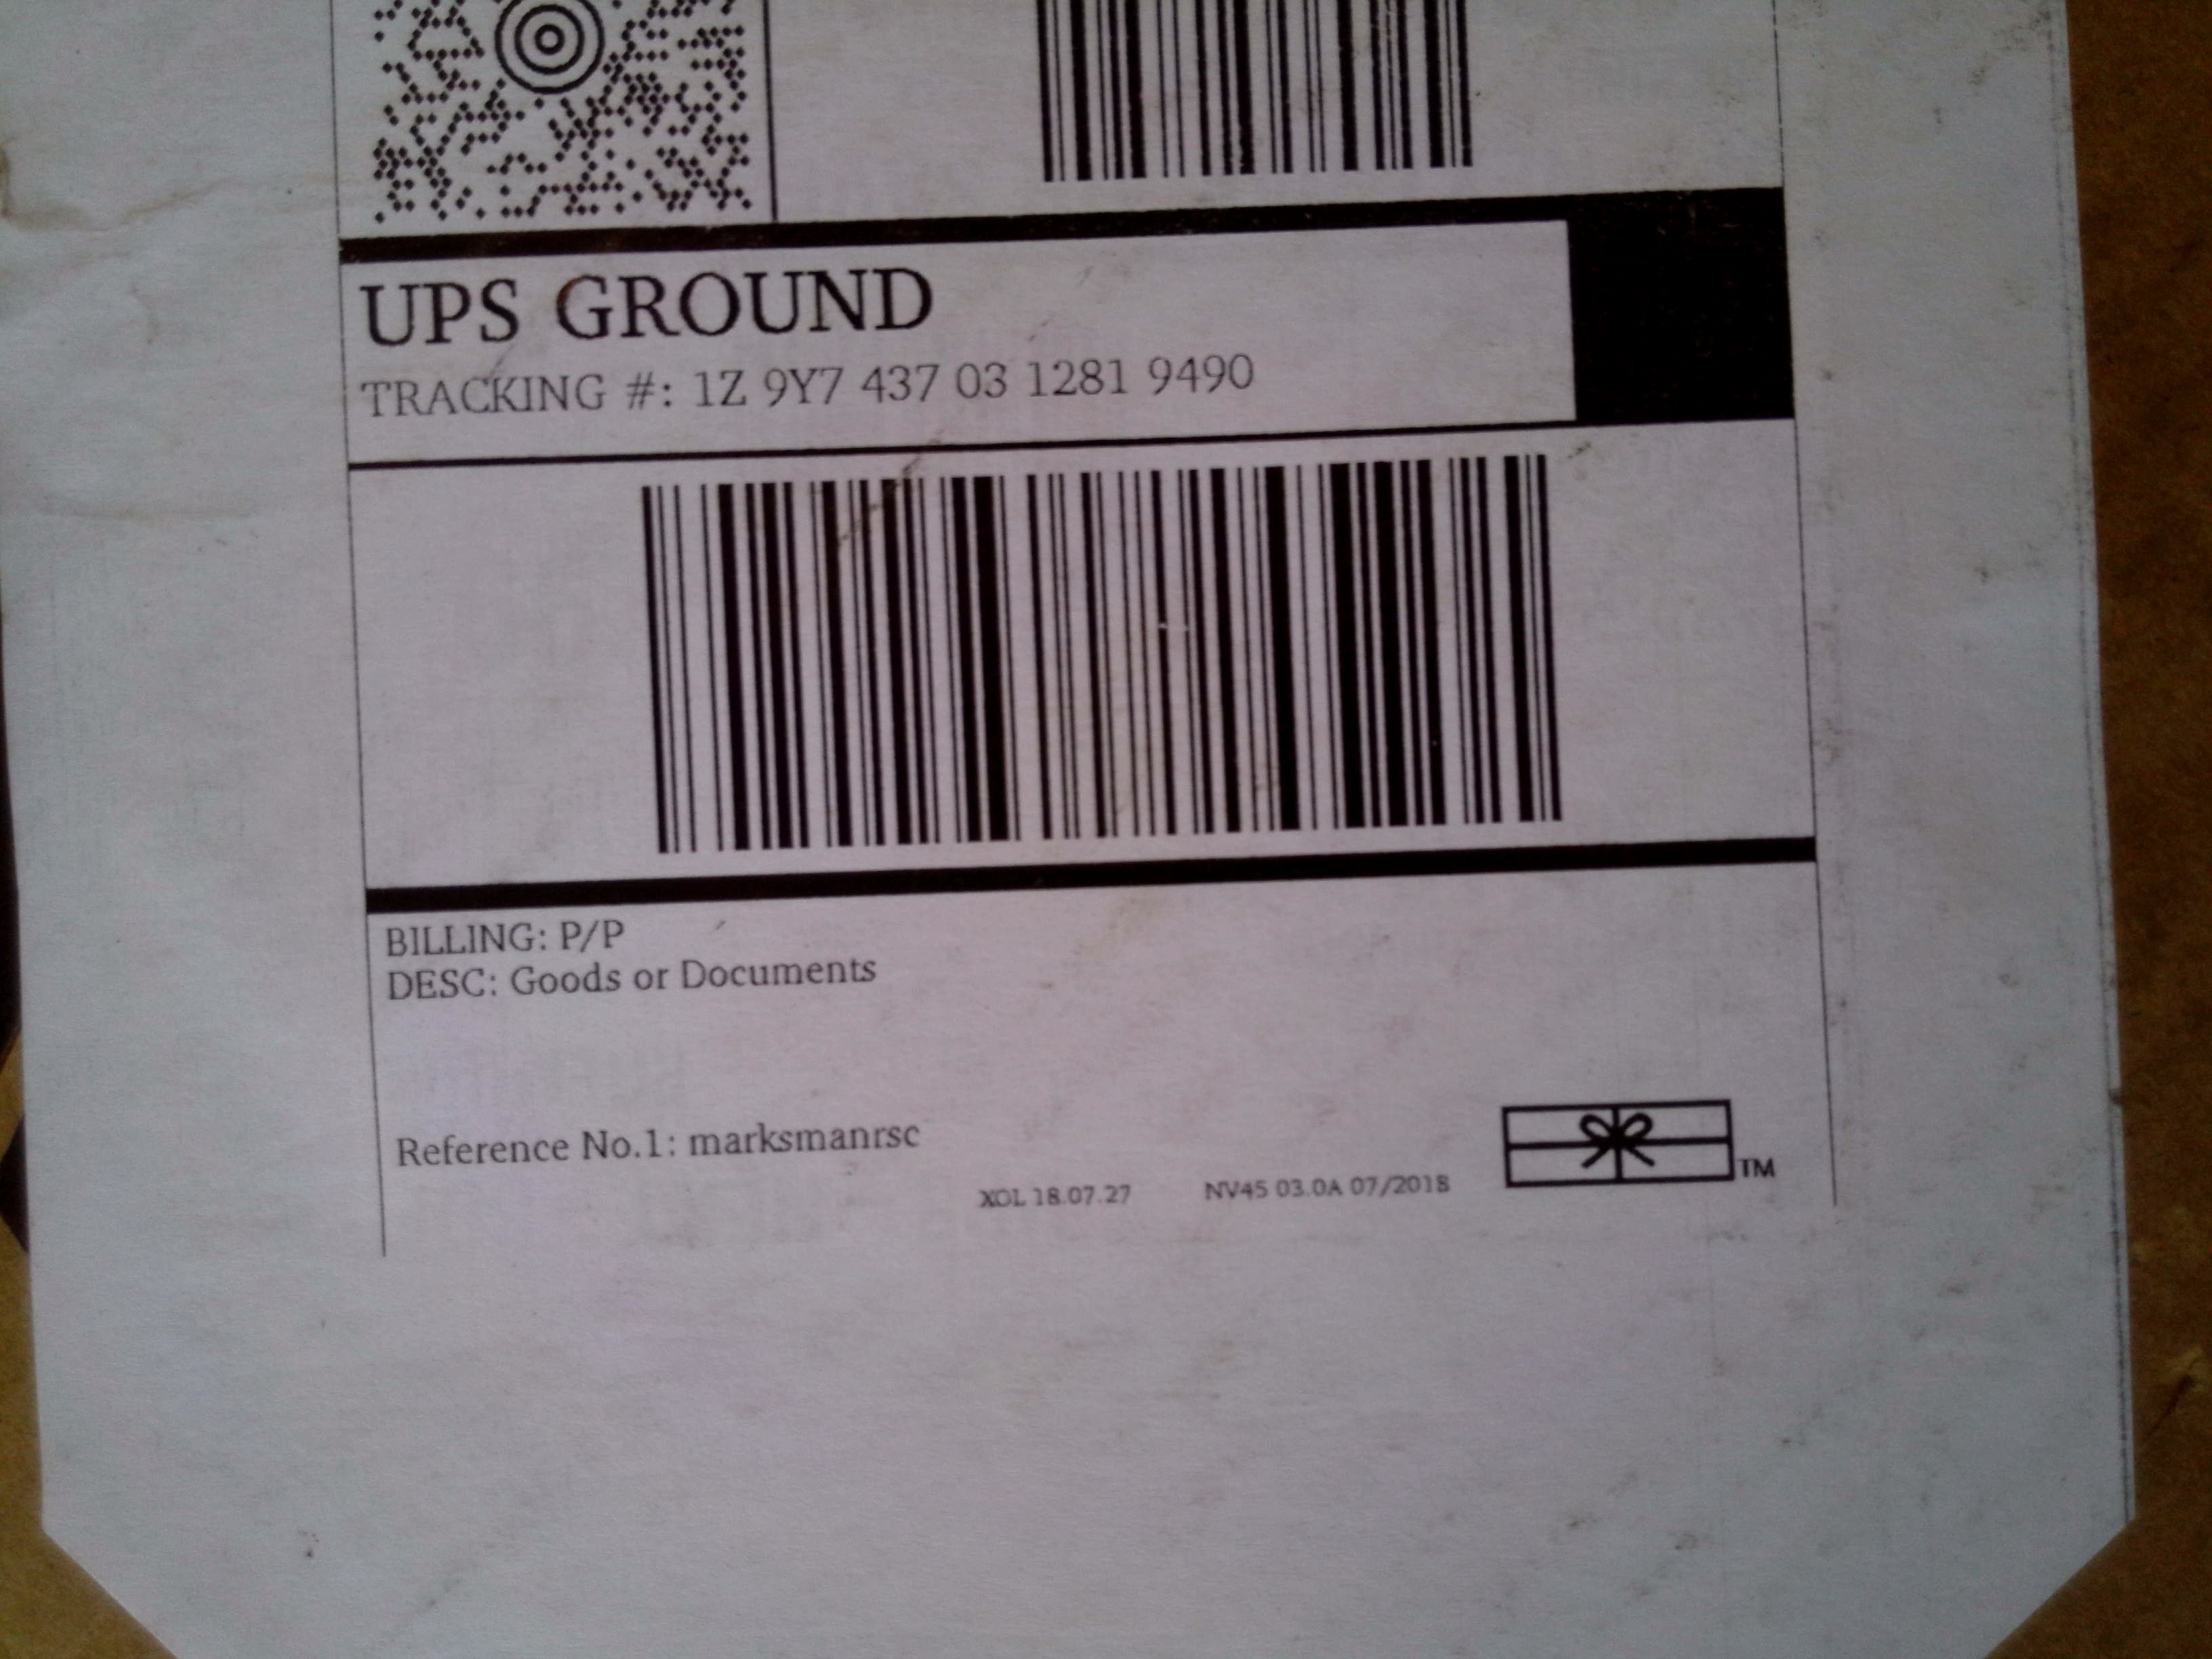 UPS GROUND
TRACKING #: 1Z 9Y7 437 03 1281 9490
BILLING: P/P
DESC: Goods or Documents
Reference No.1: marksmanrsc
XOL 18.07.27 NV45 03.0A 07/2018
TM